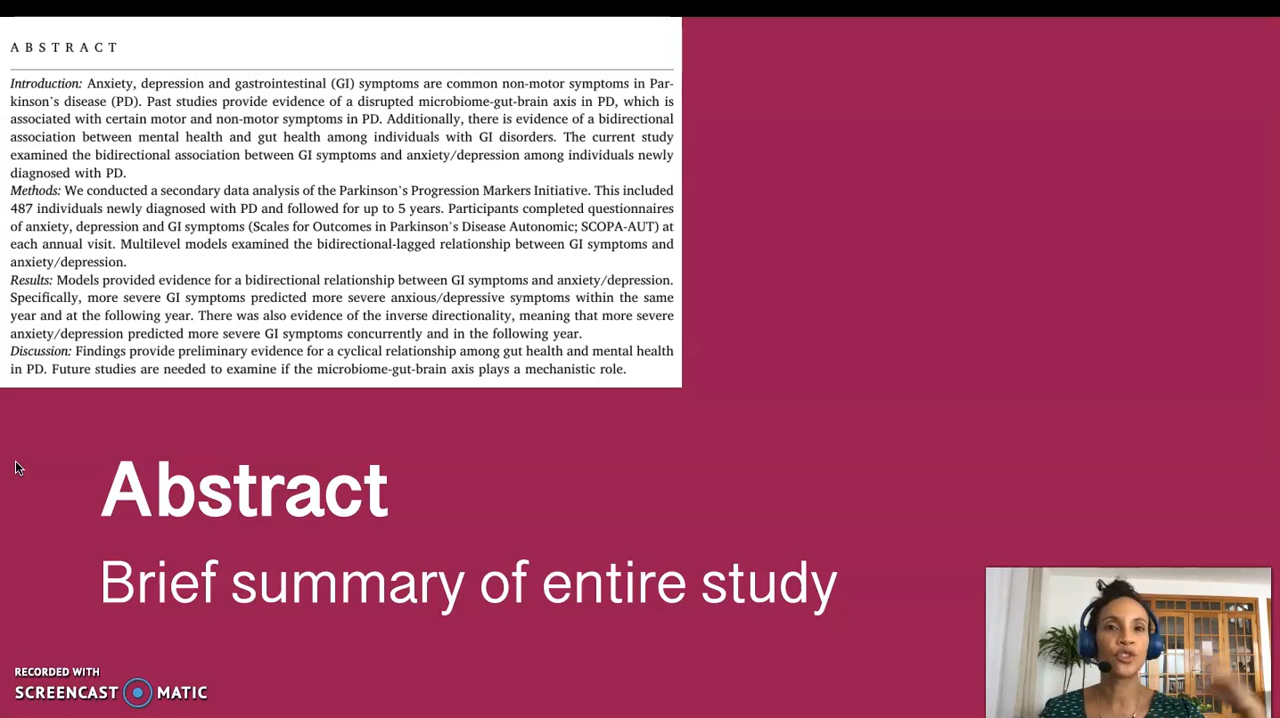 ABSTRACT
Introduction: Anxiety, depression and gastrointestinal (GI) symptoms are common non-motor symptoms in Par-
kinson's disease (PD). Past studies provide evidence of a disrupted microbiome-gut-brain axis in PD, which is
associated with certain motor and non-motor symptoms in PD. Additionally, there is evidence of a bidirectional
association between mental health and gut health among individuals with GI disorders. The current study
examined the bidirectional association between GI symptoms and anxiety/depression among individuals newly
diagnosed with PD.
Methods: We conducted a secondary data analysis of the Parkinson's Progression Markers Initiative. This included
487 individuals newly diagnosed with PD and followed for up to 5 years. Participants completed questionnaires
of anxiety, depression and GI symptoms (Scales for Outcomes in Parkinson's Disease Autonomic; SCOPA-AUT) at
each annual visit. Multilevel models examined the bidirectional-lagged relationship between GI symptoms and
anxiety/depression.
Results: Models provided evidence for a bidirectional relationship between GI symptoms and anxiety/depression.
Specifically, more severe GI symptoms predicted more severe anxious/depressive symptoms within the same
year and at the following year. There was also evidence of the inverse directionality, meaning that more severe
anxiety/depression predicted more severe GI symptoms concurrently and in the following year.
Discussion: Findings provide preliminary evidence for a cyclical relationship among gut health and mental health
in PD. Future studies are needed to examine if the microbiome-gut-brain axis plays a mechanistic role.
Abstract
Brief summary of entire study
RECORDED WITH
SCREENCAST MATIC